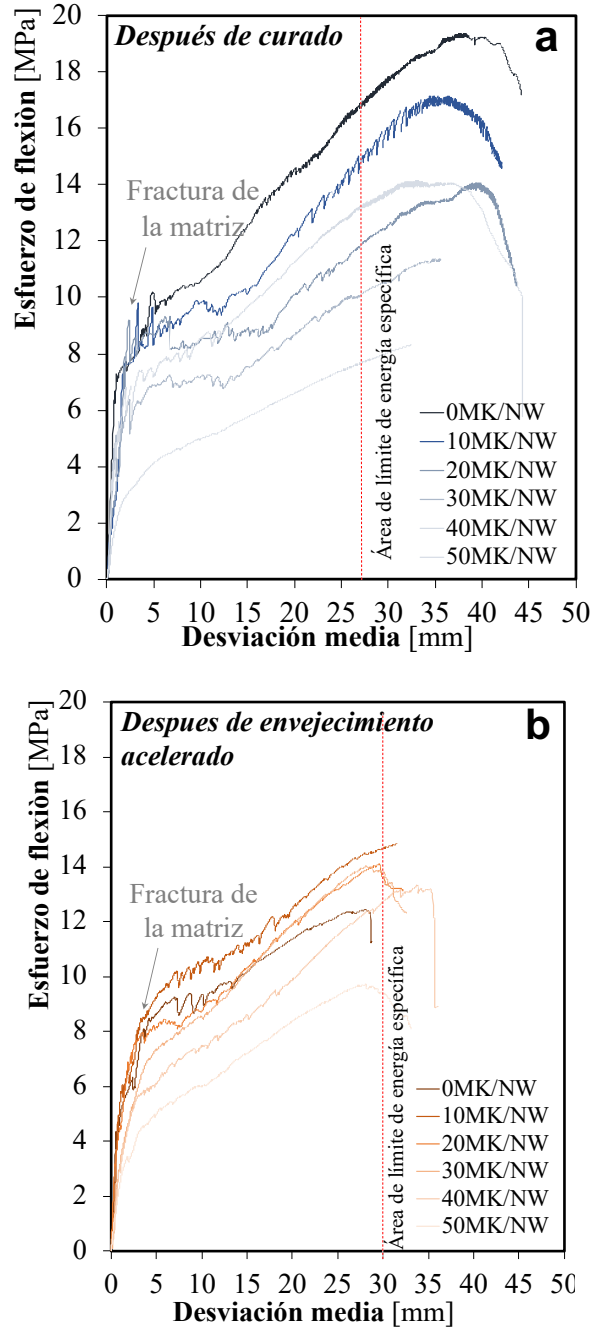 Después de curado
a
Esfuerzo de flexiòn [MPa]
20
18
16
14
12
10
8
6
4
2
0
Fractura de
la matriz
Área de límite de energía específica
0MK/NW
10MK/NW
20MK/NW
30MK/NW
40MK/NW
50MK/NW
0 5 10 15 20 25 30 35 40 45 50
Desviación media [mm]
Despues de envejecimiento
acelerado
b
Esfuerzo de flexiòn [MPa]
20
18
16
14
12
10
8
6
4
2
0
Fractura de
la matriz
Área de límite de energía específica
0MK/NW
10MK/NW
20MK/NW
30MK/NW
40MK/NW
50MK/NW
0 5 10 15 20 25 30 35 40 45 50
Desviación media [mm]